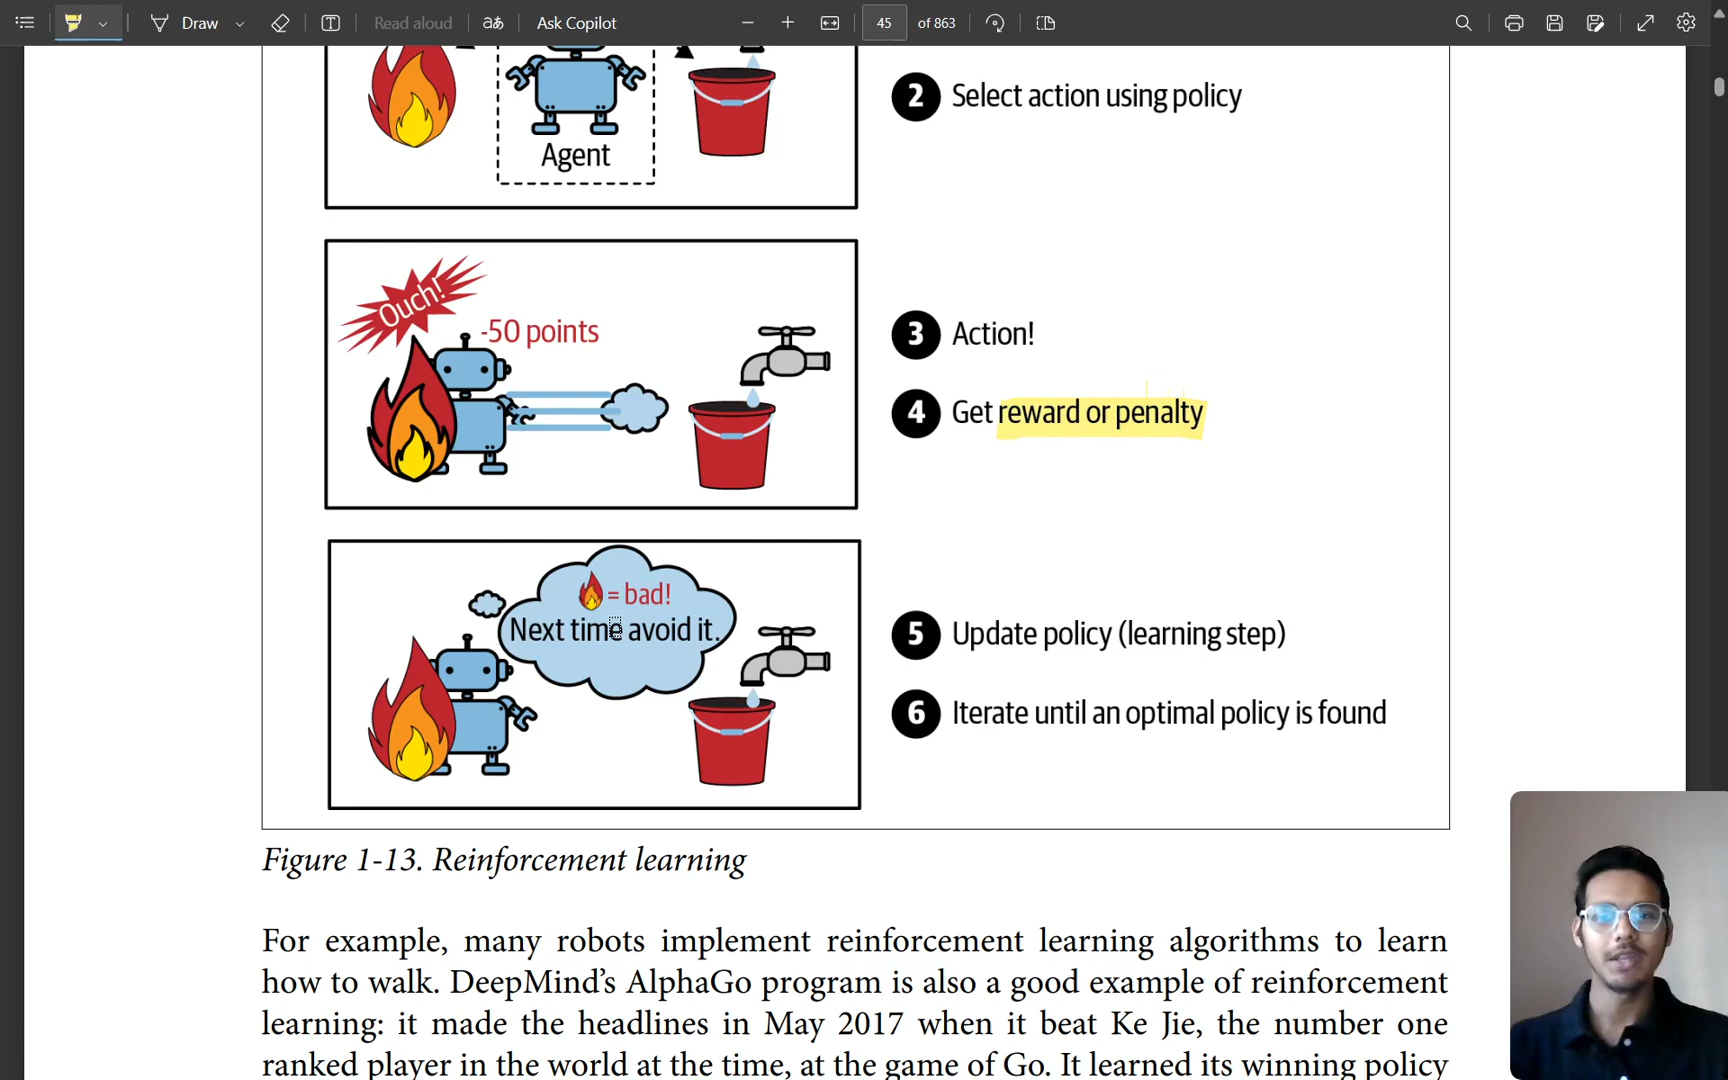 Draw
Read aloud
aあ
Ask Copilot
45
of 863
Agent
2 Select action using policy
Ouch!
-50 points
3 Action!
4 Get reward or penalty
= bad!
Next time avoid it.
5 Update policy (learning step)
6 Iterate until an optimal policy is found
Figure 1-13. Reinforcement learning
For example, many robots implement reinforcement learning algorithms to learn
how to walk. DeepMind’s AlphaGo program is also a good example of reinforcement
learning: it made the headlines in May 2017 when it beat Ke Jie, the number one
ranked player in the world at the time, at the game of Go. It learned its winning policy